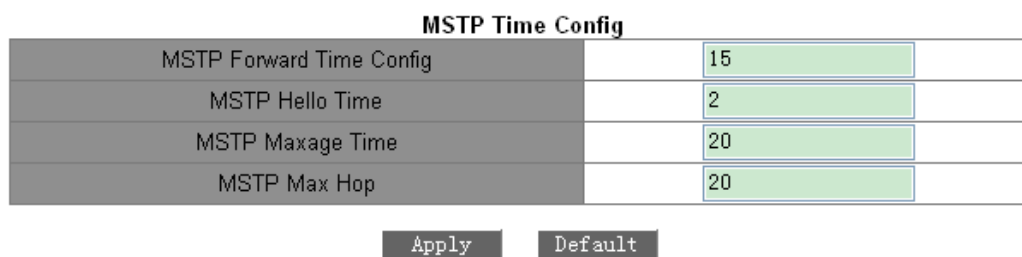 MSTP Time Config
MSTP Forward Time Config 15
MSTP Hello Time 2
MSTP Maxage Time 20
MSTP Max Hop 20
Apply Default